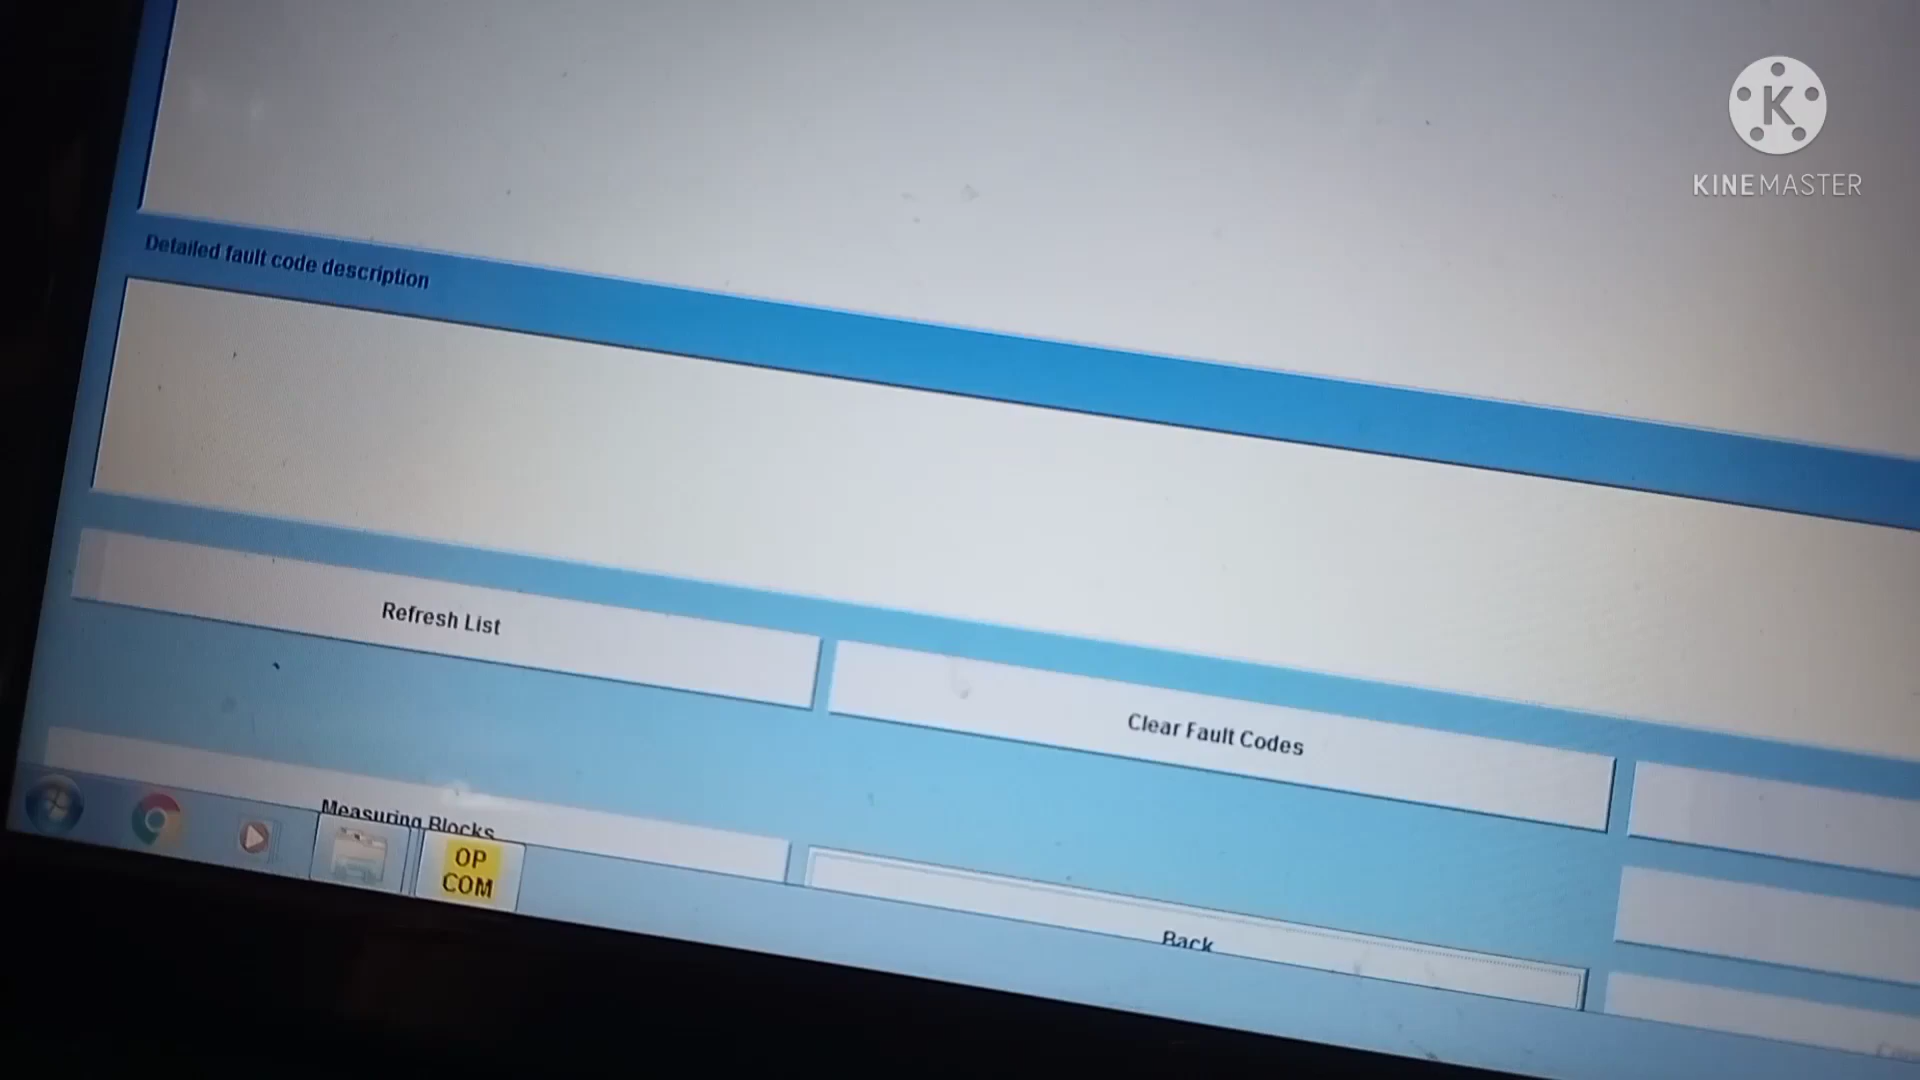 K
KINEMASTER
Detailed fault code description
Refresh List
Clear Fault Codes
Measuring Blocks
Back
OP
COM